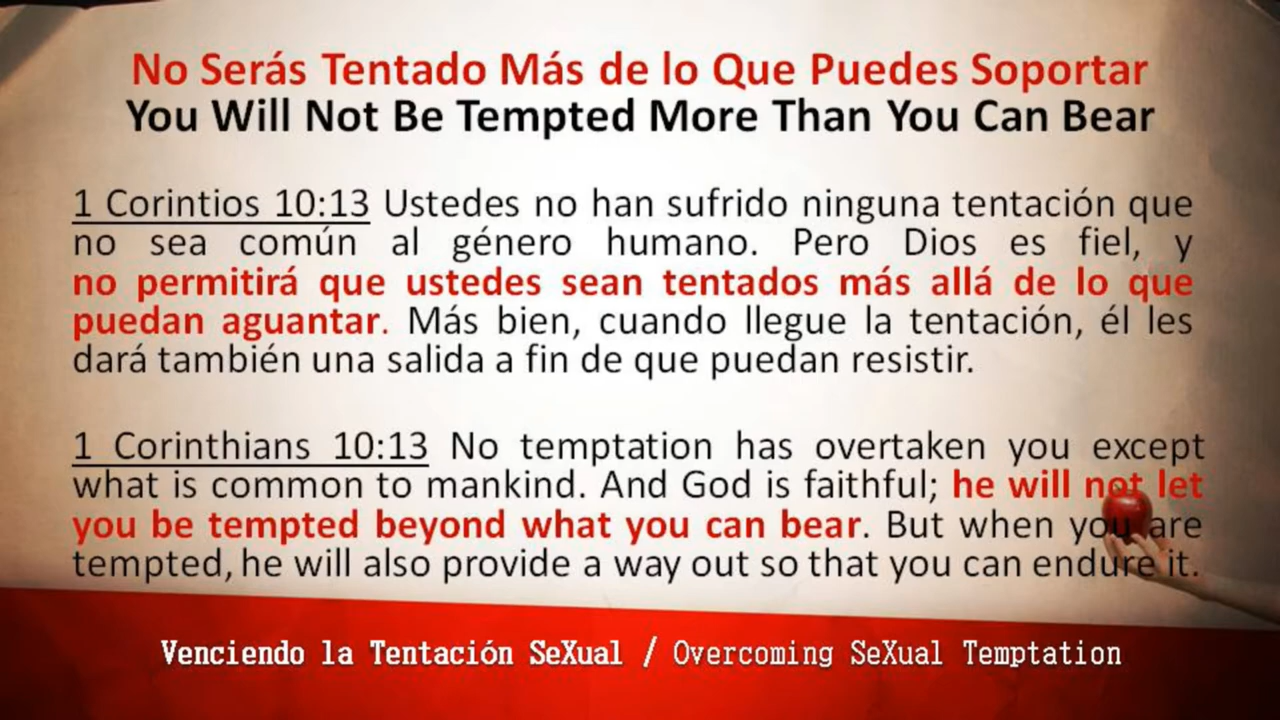 No Serás Tentado Más de lo Que Puedes Soportar
You Will Not Be Tempted More Than You Can Bear
1 Corintios 10:13 Ustedes no han sufrido ninguna tentación que
no sea común al género humano. Pero Dios es fiel, y
no permitirá que ustedes sean tentados más allá de lo que
puedan aguantar. Más bien, cuando llegue la tentación, él les
dará también una salida a fin de que puedan resistir.
1 Corinthians 10:13 No temptation has overtaken you except
what is common to mankind. And God is faithful; he will not let
you be tempted beyond what you can bear. But when you are
tempted, he will also provide a way out so that you can endure it.
Venciendo la Tentación SeXual / Overcoming SeXual Temptation